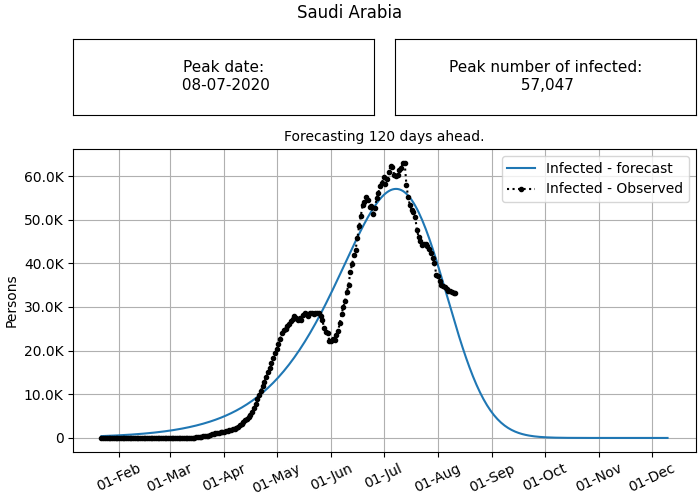 Saudi Arabia
Peak date:
08-07-2020
Peak number of infected:
57,047
Forecasting 120 days ahead.
Infected - forecast
Infected - Observed
Persons
60.0K
50.0K
40.0K
30.0K
20.0K
10.0K
0
01-Feb
01-Mar
01-Apr
01-May
01-Jun
01-Jul
01-Aug
01-Sep
01-Oct
01-Nov
01-Dec